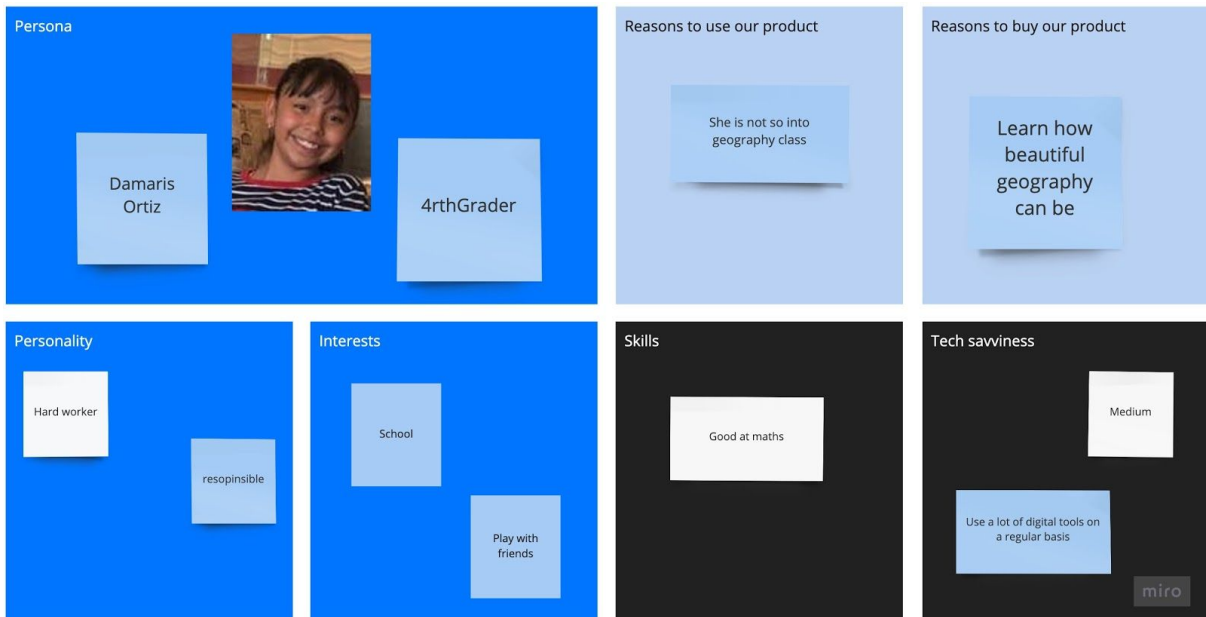 Persona
Damaris
Ortiz
4rthGrader
Reasons to use our product
She is not so into
geography class
Reasons to buy our product
Learn how
beautiful
geography
can be
Personality
Hard worker
resopinsible
Interests
School
Play with
friends
Skills
Good at maths
Tech savviness
Medium
Use a lot of digital tools on
a regular basis
miro